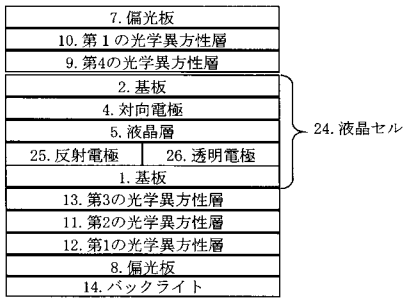 7. 偏光板
10. 第１の光学異方性層
9. 第4の光学異方性層
2. 基板
4. 対向電極
5. 液晶層
25. 反射電極 26. 透明電極
1. 基板
13. 第3の光学異方性層
11. 第2の光学異方性層
12. 第1の光学異方性層
8. 偏光板
14. バックライト
24. 液晶セル